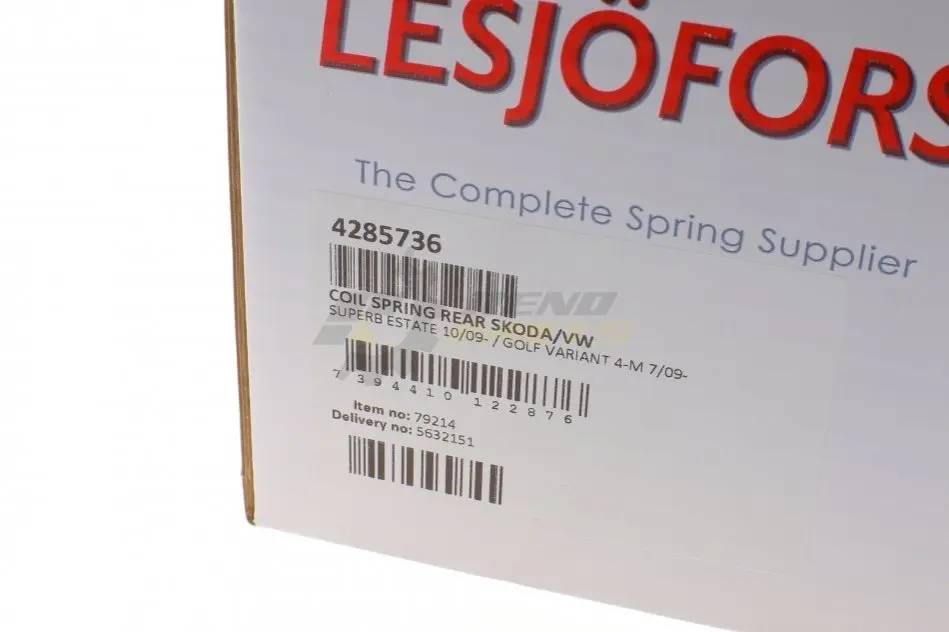 LESJÖFORS
The Complete Spring Supplier
4285736
COIL SPRING REAR SKODA/VW
SUPERB ESTATE 10/09- / GOLF VARIANT 4-M 7/09-
7 394410 122876
Item no: 79214
Delivery no: 5632151